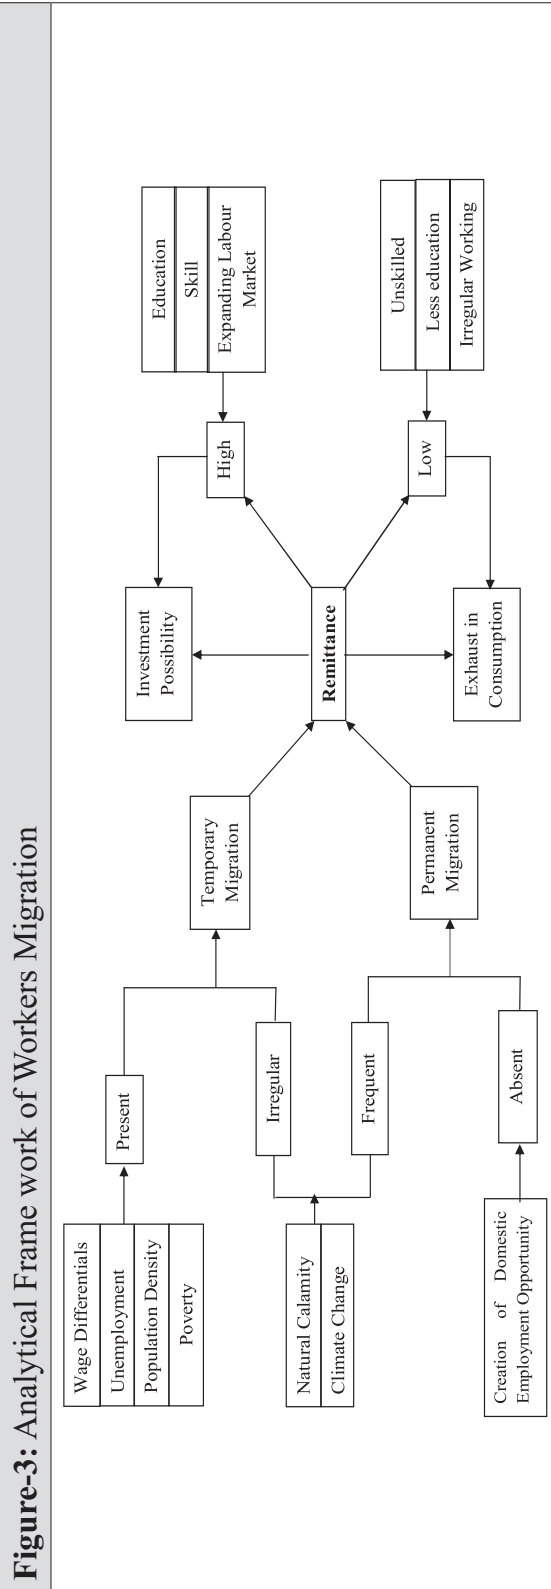 Figure-3: Analytical Frame work of Workers Migration
Wage Differentials
Unemployment
Population Density
Poverty
Present
Natural Calamity
Climate Change
Irregular
Frequent
Creation of Domestic
Employment Opportunity
Absent
Temporary
Migration
Permanent
Migration
Remittance
Investment
Possibility
Exhaust in
Consumption
High
Low
Education
Skill
Expanding Labour
Market
Unskilled
Less education
Irregular Working